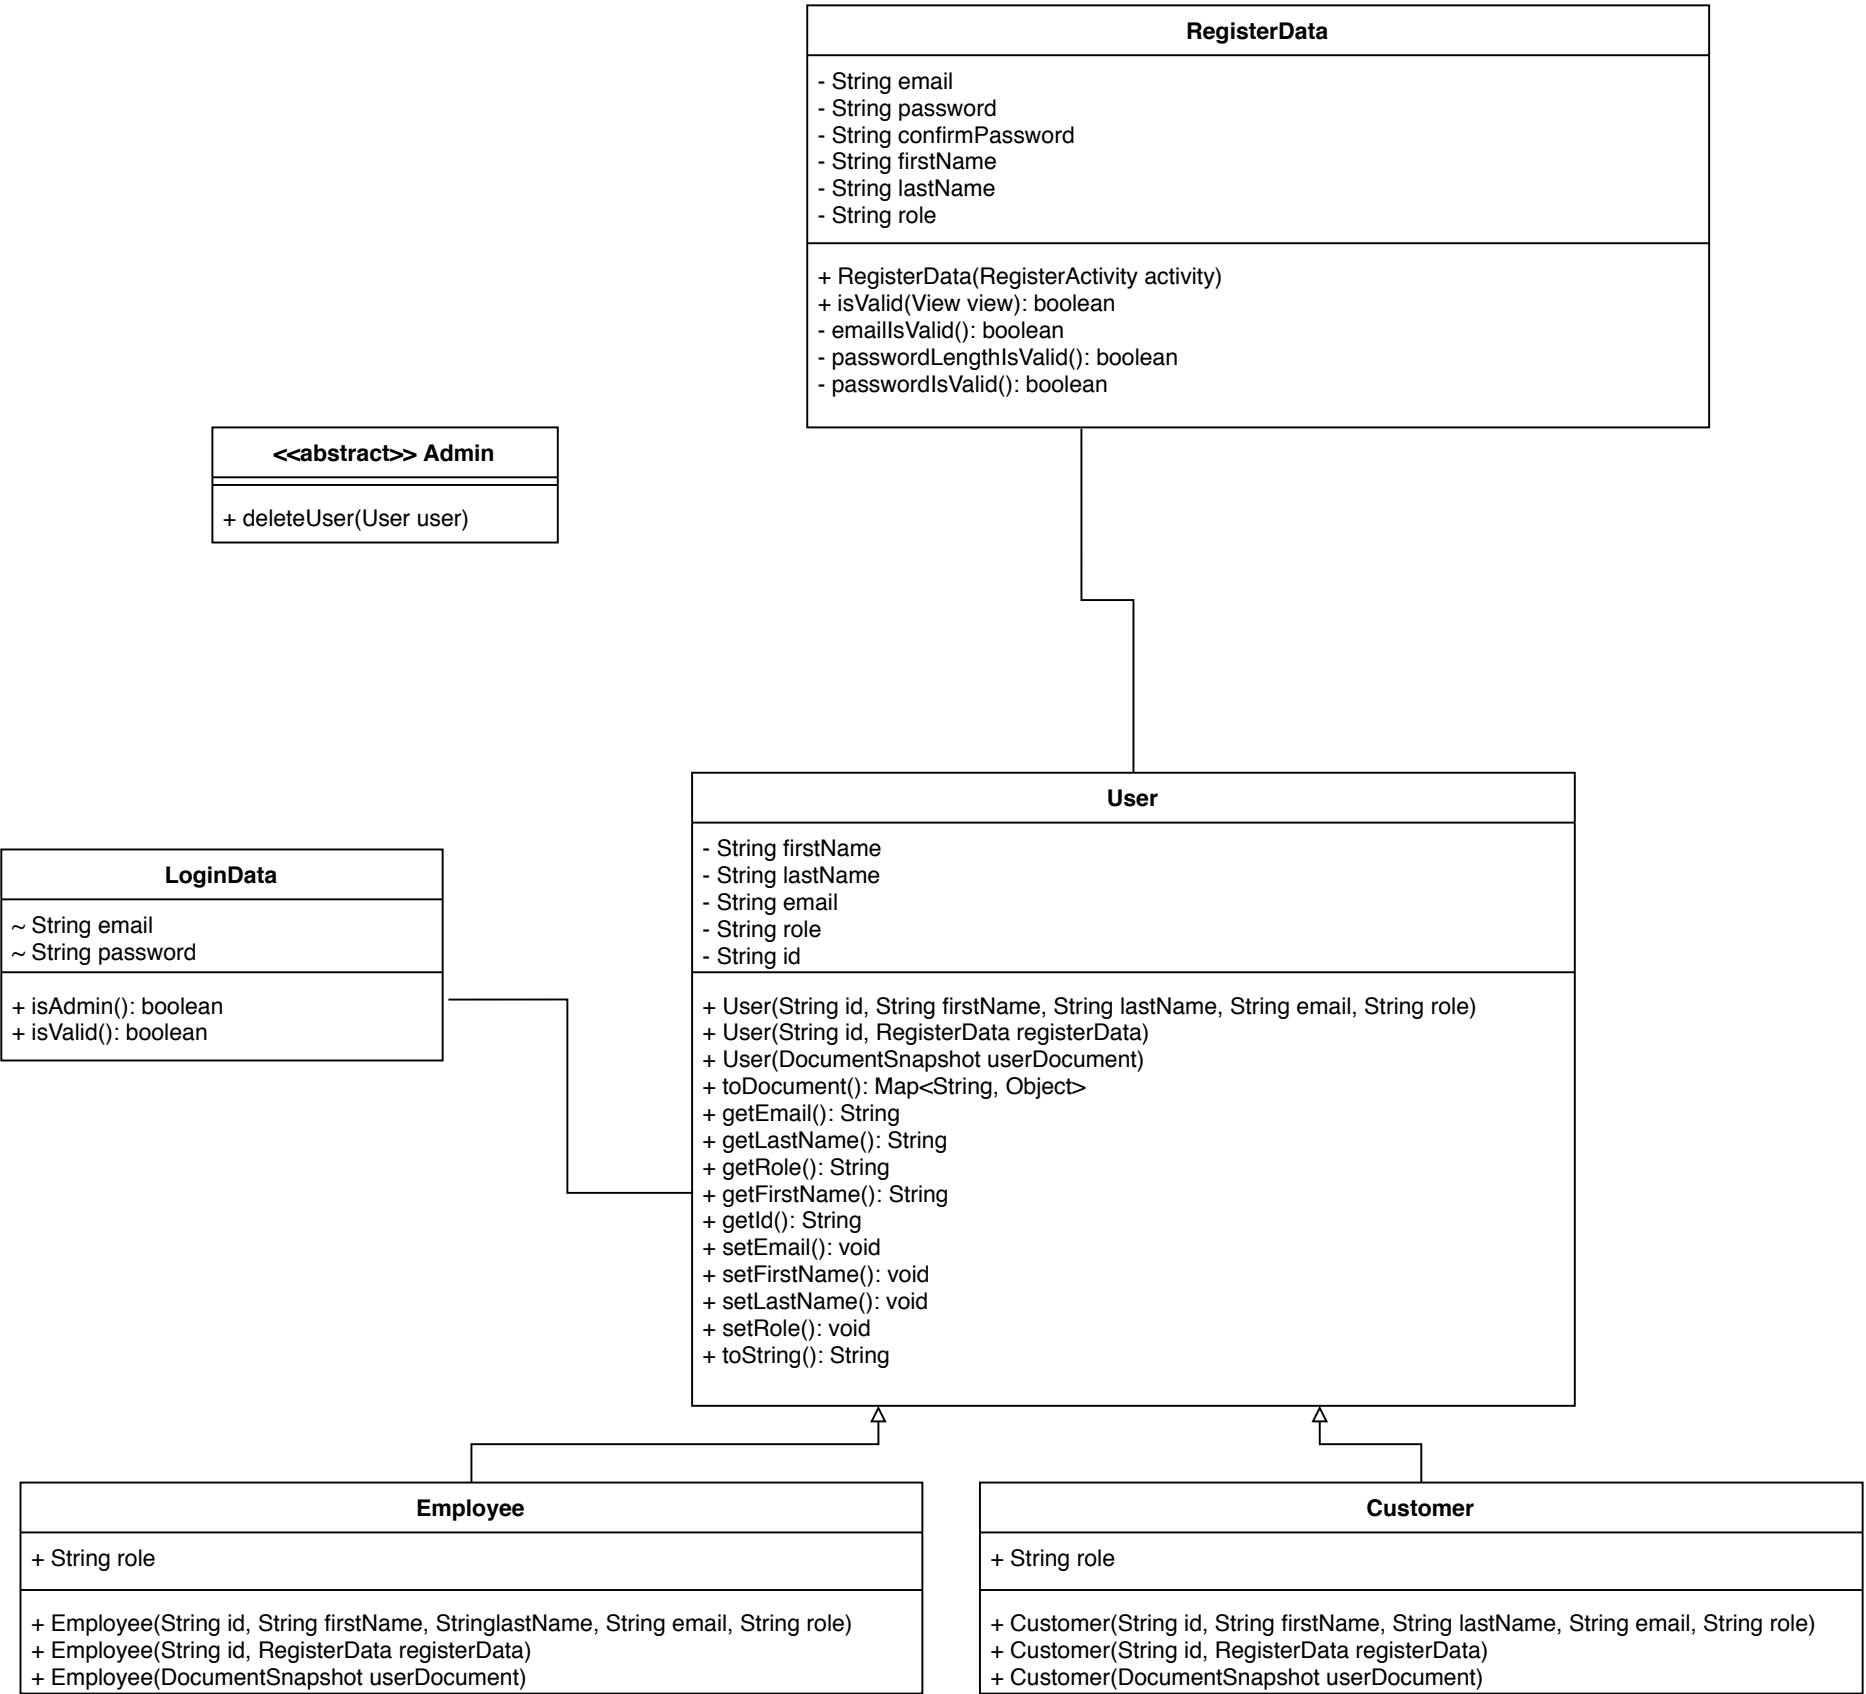 RegisterData
- String email
- String password
- String confirmPassword
- String firstName
- String lastName
- String role
+ RegisterData(RegisterActivity activity)
+ isValid(View view): boolean
- emailIsValid(): boolean
- passwordLengthIsValid(): boolean
- passwordIsValid(): boolean
<<abstract>> Admin
+ deleteUser(User user)
User
- String firstName
- String lastName
- String email
- String role
- String id
+ User(String id, String firstName, String lastName, String email, String role)
+ User(String id, RegisterData registerData)
+ User(DocumentSnapshot userDocument)
+ toDocument(): Map<String, Object>
+ getEmail(): String
+ getLastName(): String
+ getRole(): String
+ getFirstName(): String
+ getId(): String
+ setEmail(): void
+ setFirstName(): void
+ setLastName(): void
+ setRole(): void
+ toString(): String
LoginData
~ String email
~ String password
+ isAdmin(): boolean
+ isValid(): boolean
Employee
+ String role
+ Employee(String id, String firstName, StringlastName, String email, String role)
+ Employee(String id, RegisterData registerData)
+ Employee(DocumentSnapshot userDocument)
Customer
+ String role
+ Customer(String id, String firstName, String lastName, String email, String role)
+ Customer(String id, RegisterData registerData)
+ Customer(DocumentSnapshot userDocument)